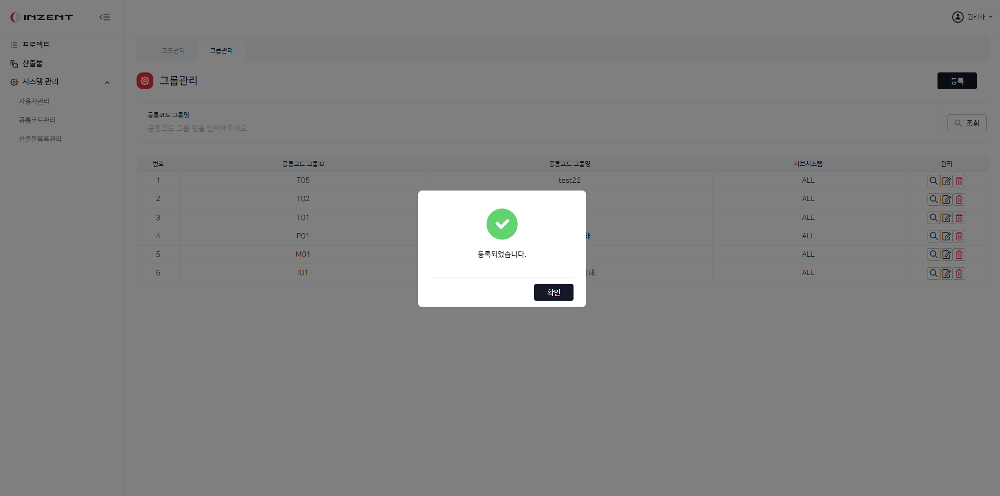 INZENT
관리자
프로젝트
산출물
시스템 관리
사용자관리
공통코드관리
산출물목록관리
코드관리 그룹관리
그룹관리
등록
공통코드 그룹명
공통코드 그룹 명을 입력해주세요.
조회
번호 공통코드 그룹ID 공통코드 그룹명 서브시스템 관리
1 T05 test22 ALL
2 T02 ALL
3 T01 ALL
4 P01 태 ALL
5 M01 ALL
6 I01 태 ALL
등록되었습니다.
확인